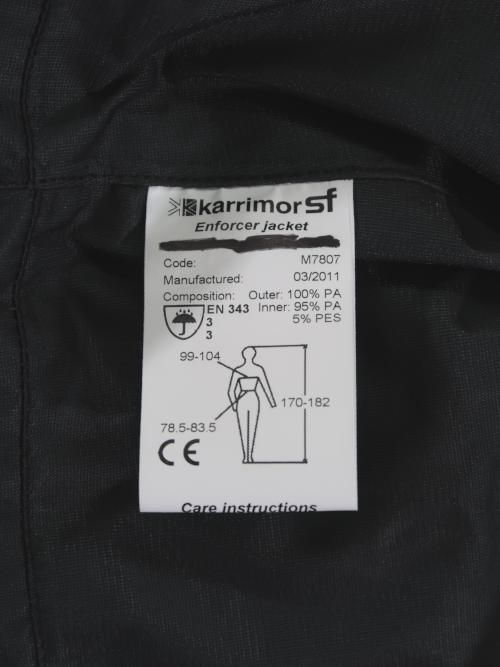 karrimor sf
Enforcer jacket
Code: M7807
Manufactured: 03/2011
Composition: Outer: 100% PA
EN 343 Inner: 95% PA
3 5% PES
3
99-104
170-182
78.5-83.5
CE
Care instructions